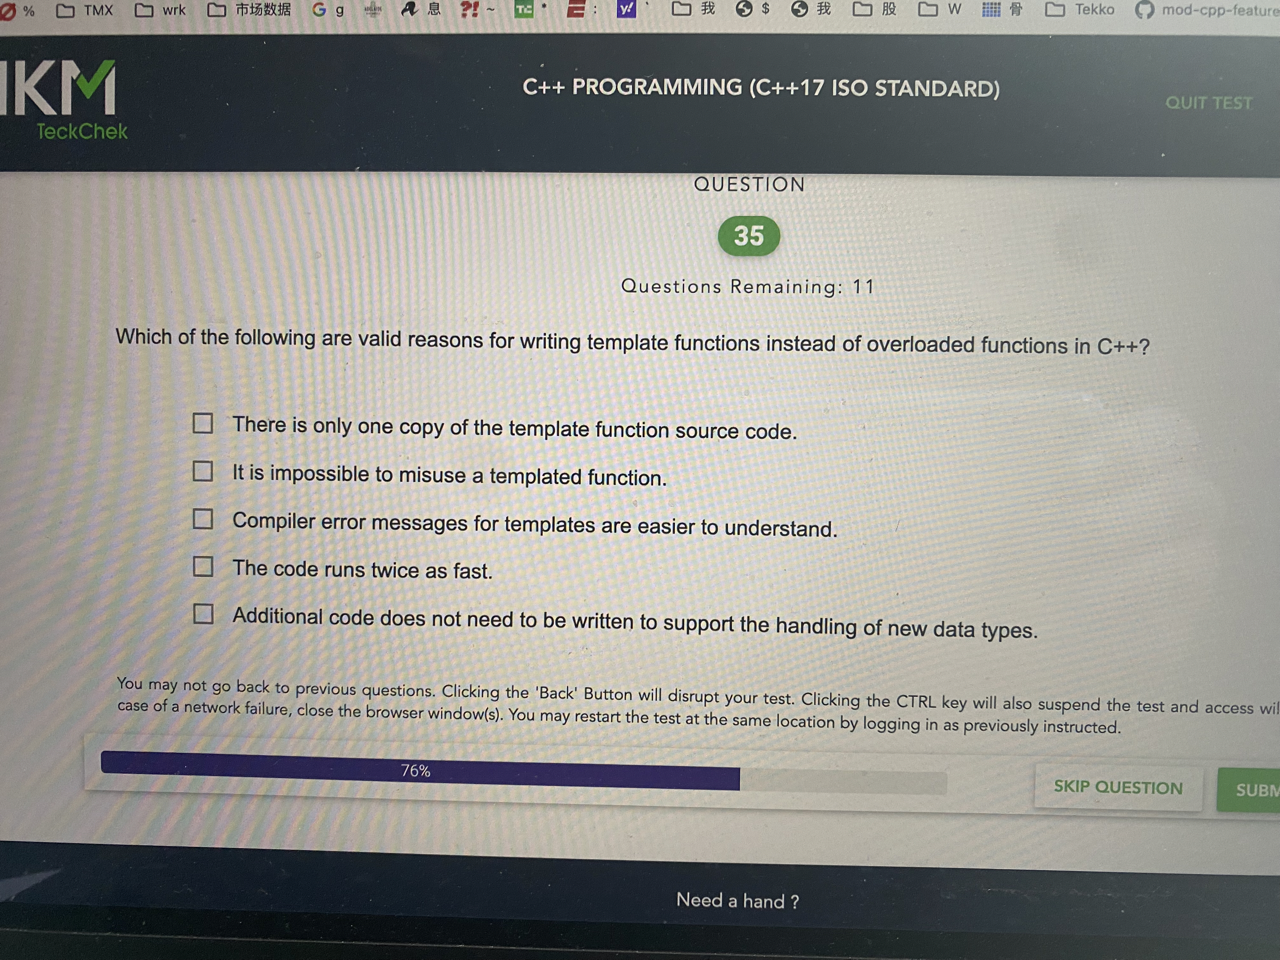 % TMX wrk 市场数据 g 息 ?! ~ TC : y! 我 $ 我 股 W 骨 Tekko mod-cpp-feature
IKM
TeckChek
C++ PROGRAMMING (C++17 ISO STANDARD)
QUIT TEST
QUESTION
35
Questions Remaining: 11
Which of the following are valid reasons for writing template functions instead of overloaded functions in C++?
There is only one copy of the template function source code.
It is impossible to misuse a templated function.
Compiler error messages for templates are easier to understand.
The code runs twice as fast.
Additional code does not need to be written to support the handling of new data types.
You may not go back to previous questions. Clicking the 'Back' Button will disrupt your test. Clicking the CTRL key will also suspend the test and access wil
case of a network failure, close the browser window(s). You may restart the test at the same location by logging in as previously instructed.
76%
SKIP QUESTION
SUBM
Need a hand ?